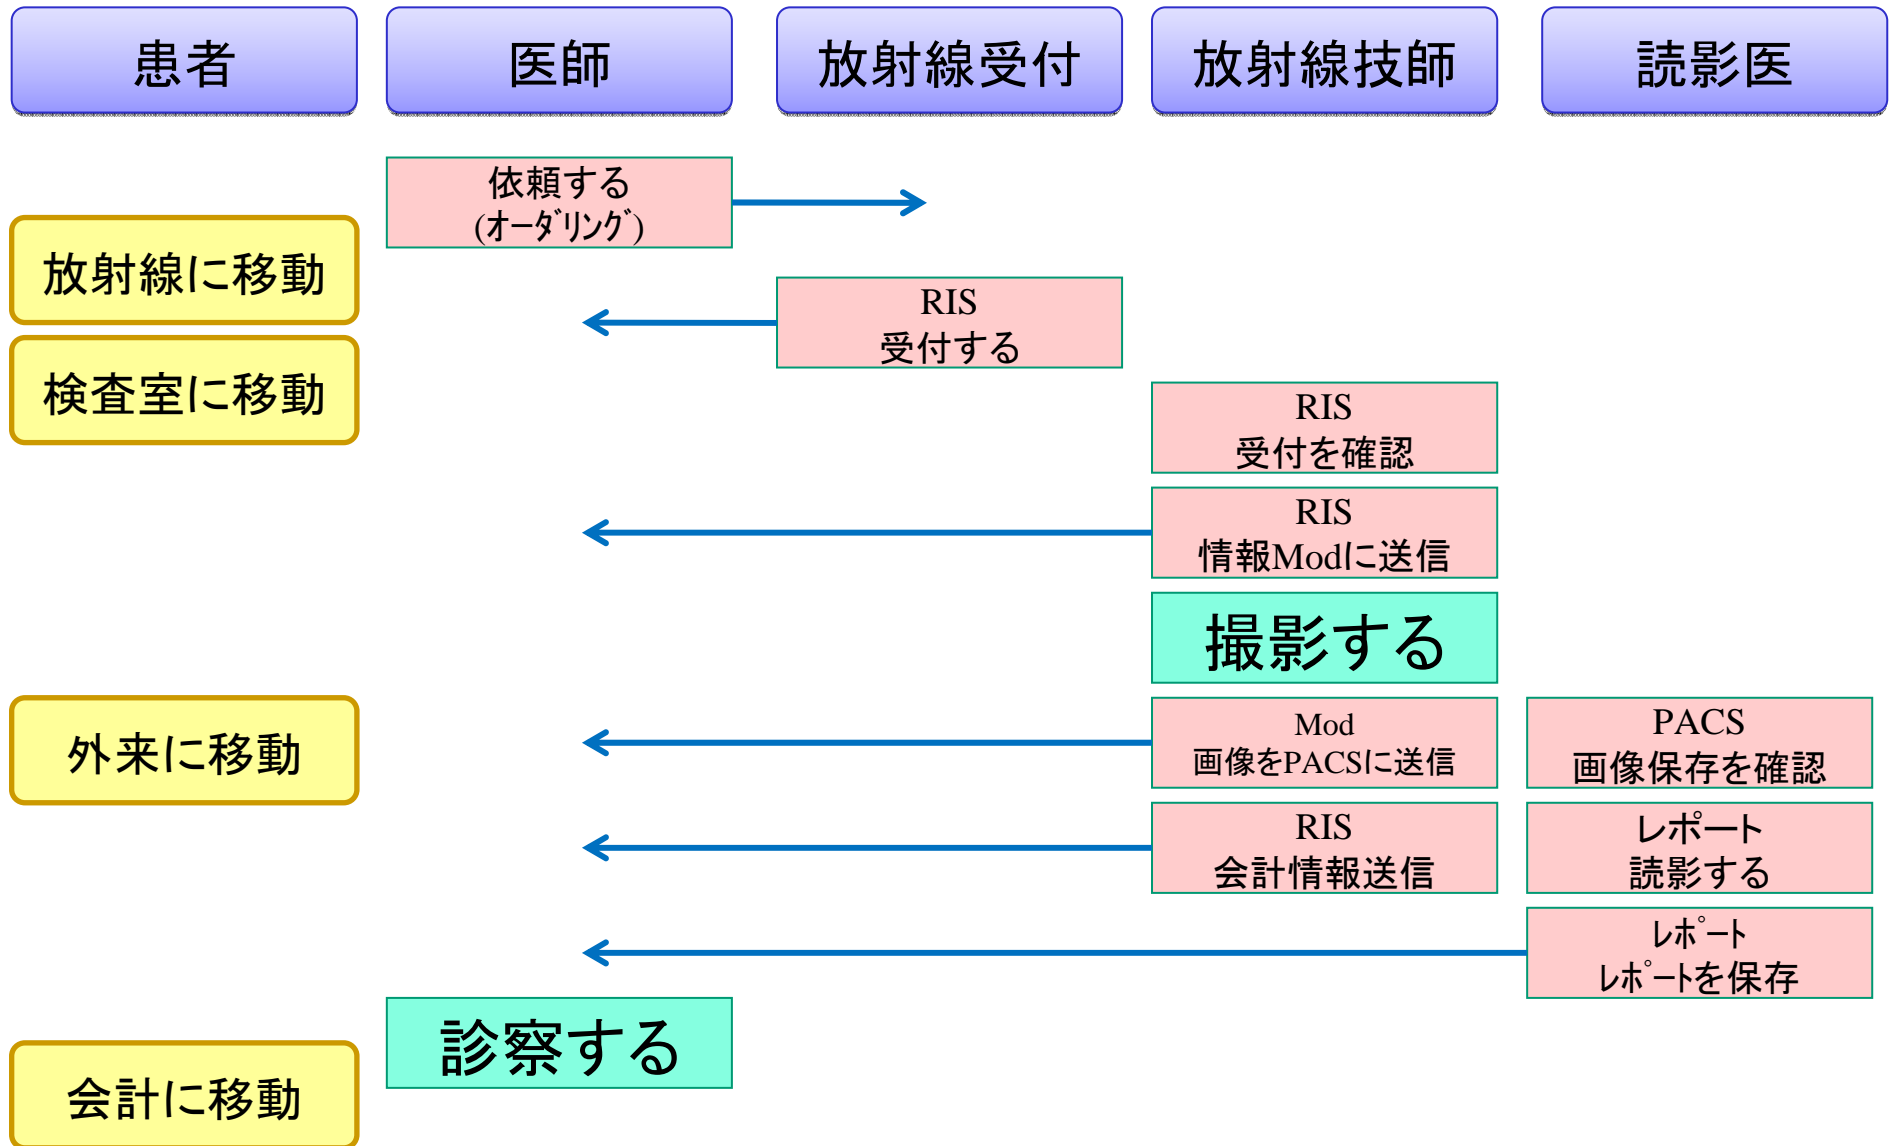 患者
医師
放射線受付
放射線技師
読影医
依頼する
(ｵｰﾀﾞﾘﾝｸﾞ)
放射線に移動
RIS
受付する
検査室に移動
RIS
受付を確認
RIS
情報Modに送信
撮影する
外来に移動
Mod
画像をPACSに送信
PACS
画像保存を確認
RIS
会計情報送信
レポート
読影する
ﾚﾎﾟｰﾄ
ﾚﾎﾟｰﾄを保存
診察する
会計に移動